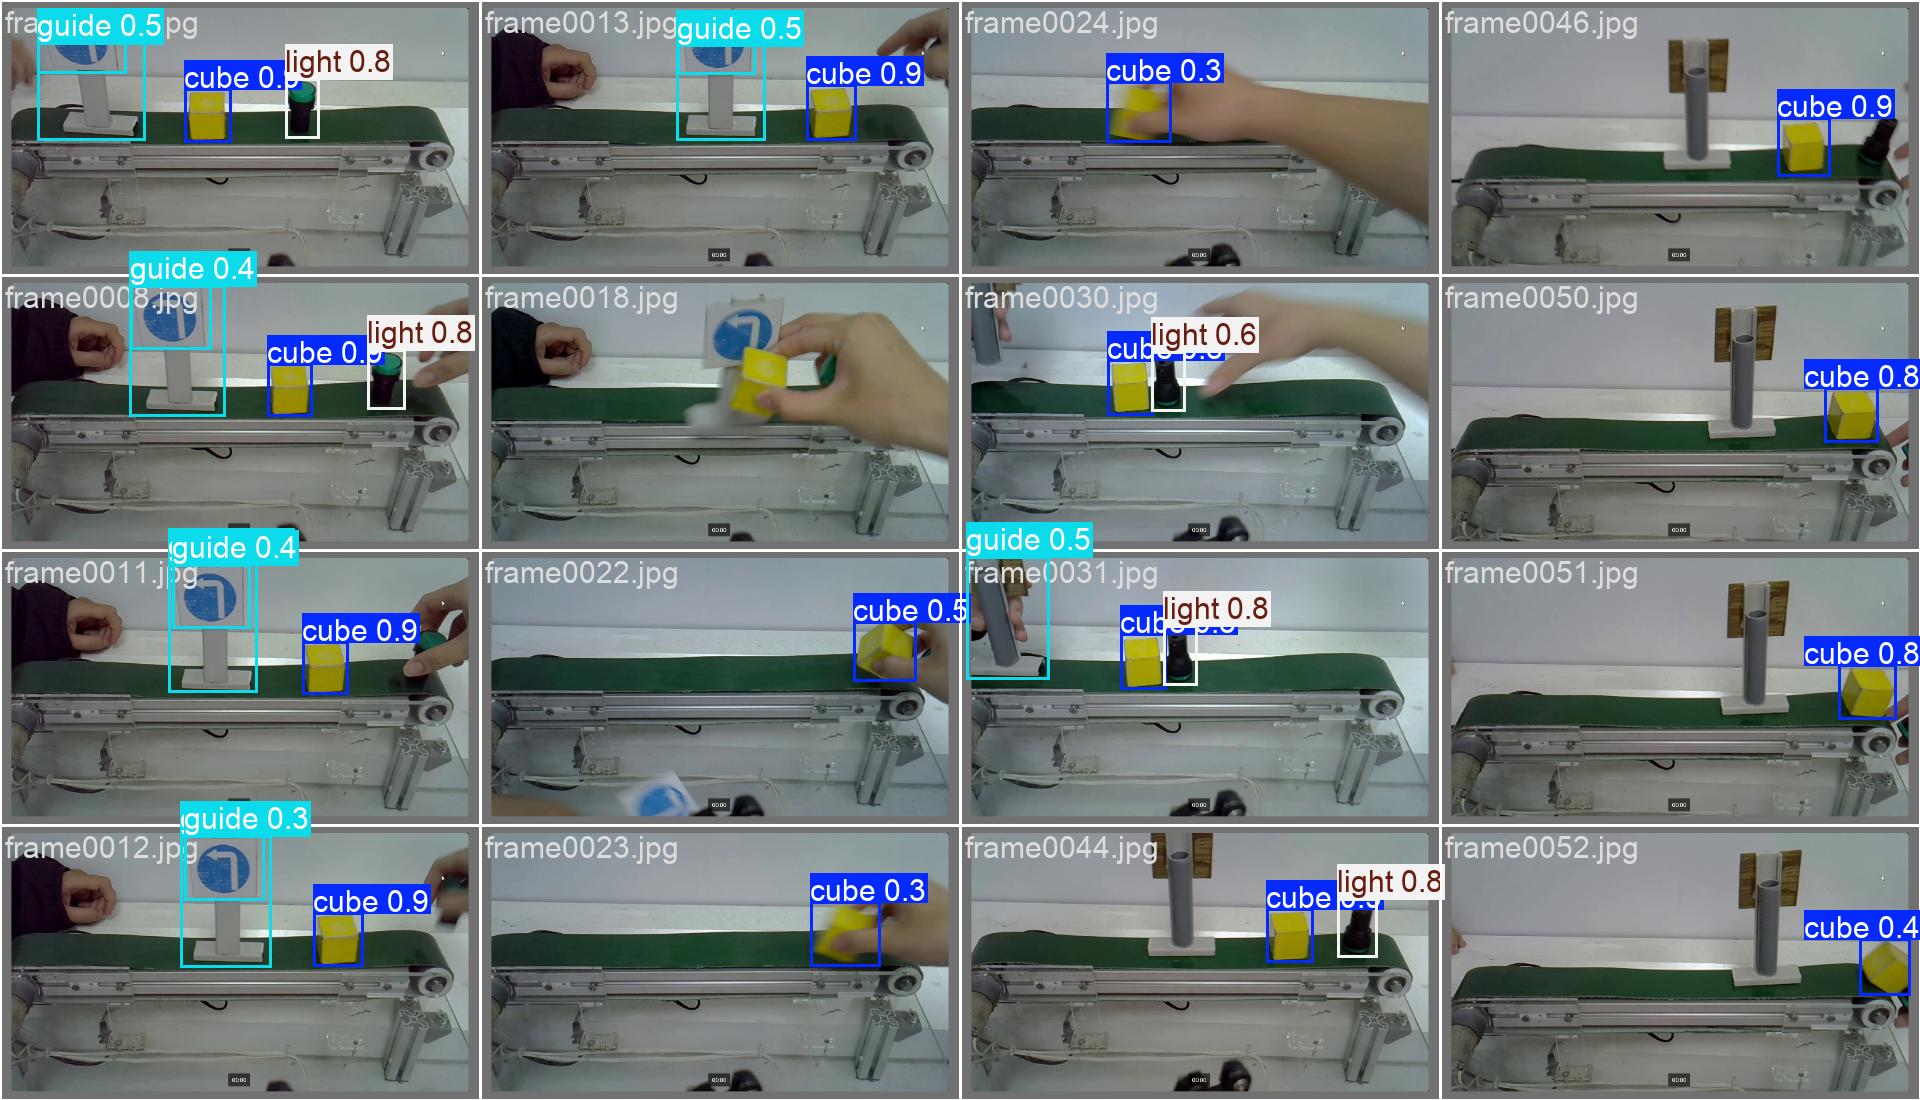 frame0013.jpg
frame0024.jpg
frame0046.jpg
guide 0.5
cube 0.9
light 0.8
guide 0.5
cube 0.9
cube 0.3
cube 0.9
frame0008.jpg
frame0018.jpg
frame0030.jpg
frame0050.jpg
guide 0.4
cube 0.9
light 0.8
light 0.6
cube 0.8
frame0011.jpg
frame0022.jpg
frame0031.jpg
frame0051.jpg
guide 0.4
cube 0.9
cube 0.5
guide 0.5
light 0.8
cube 0.8
frame0012.jpg
frame0023.jpg
frame0044.jpg
frame0052.jpg
guide 0.3
cube 0.9
cube 0.3
cube
light 0.8
cube 0.4